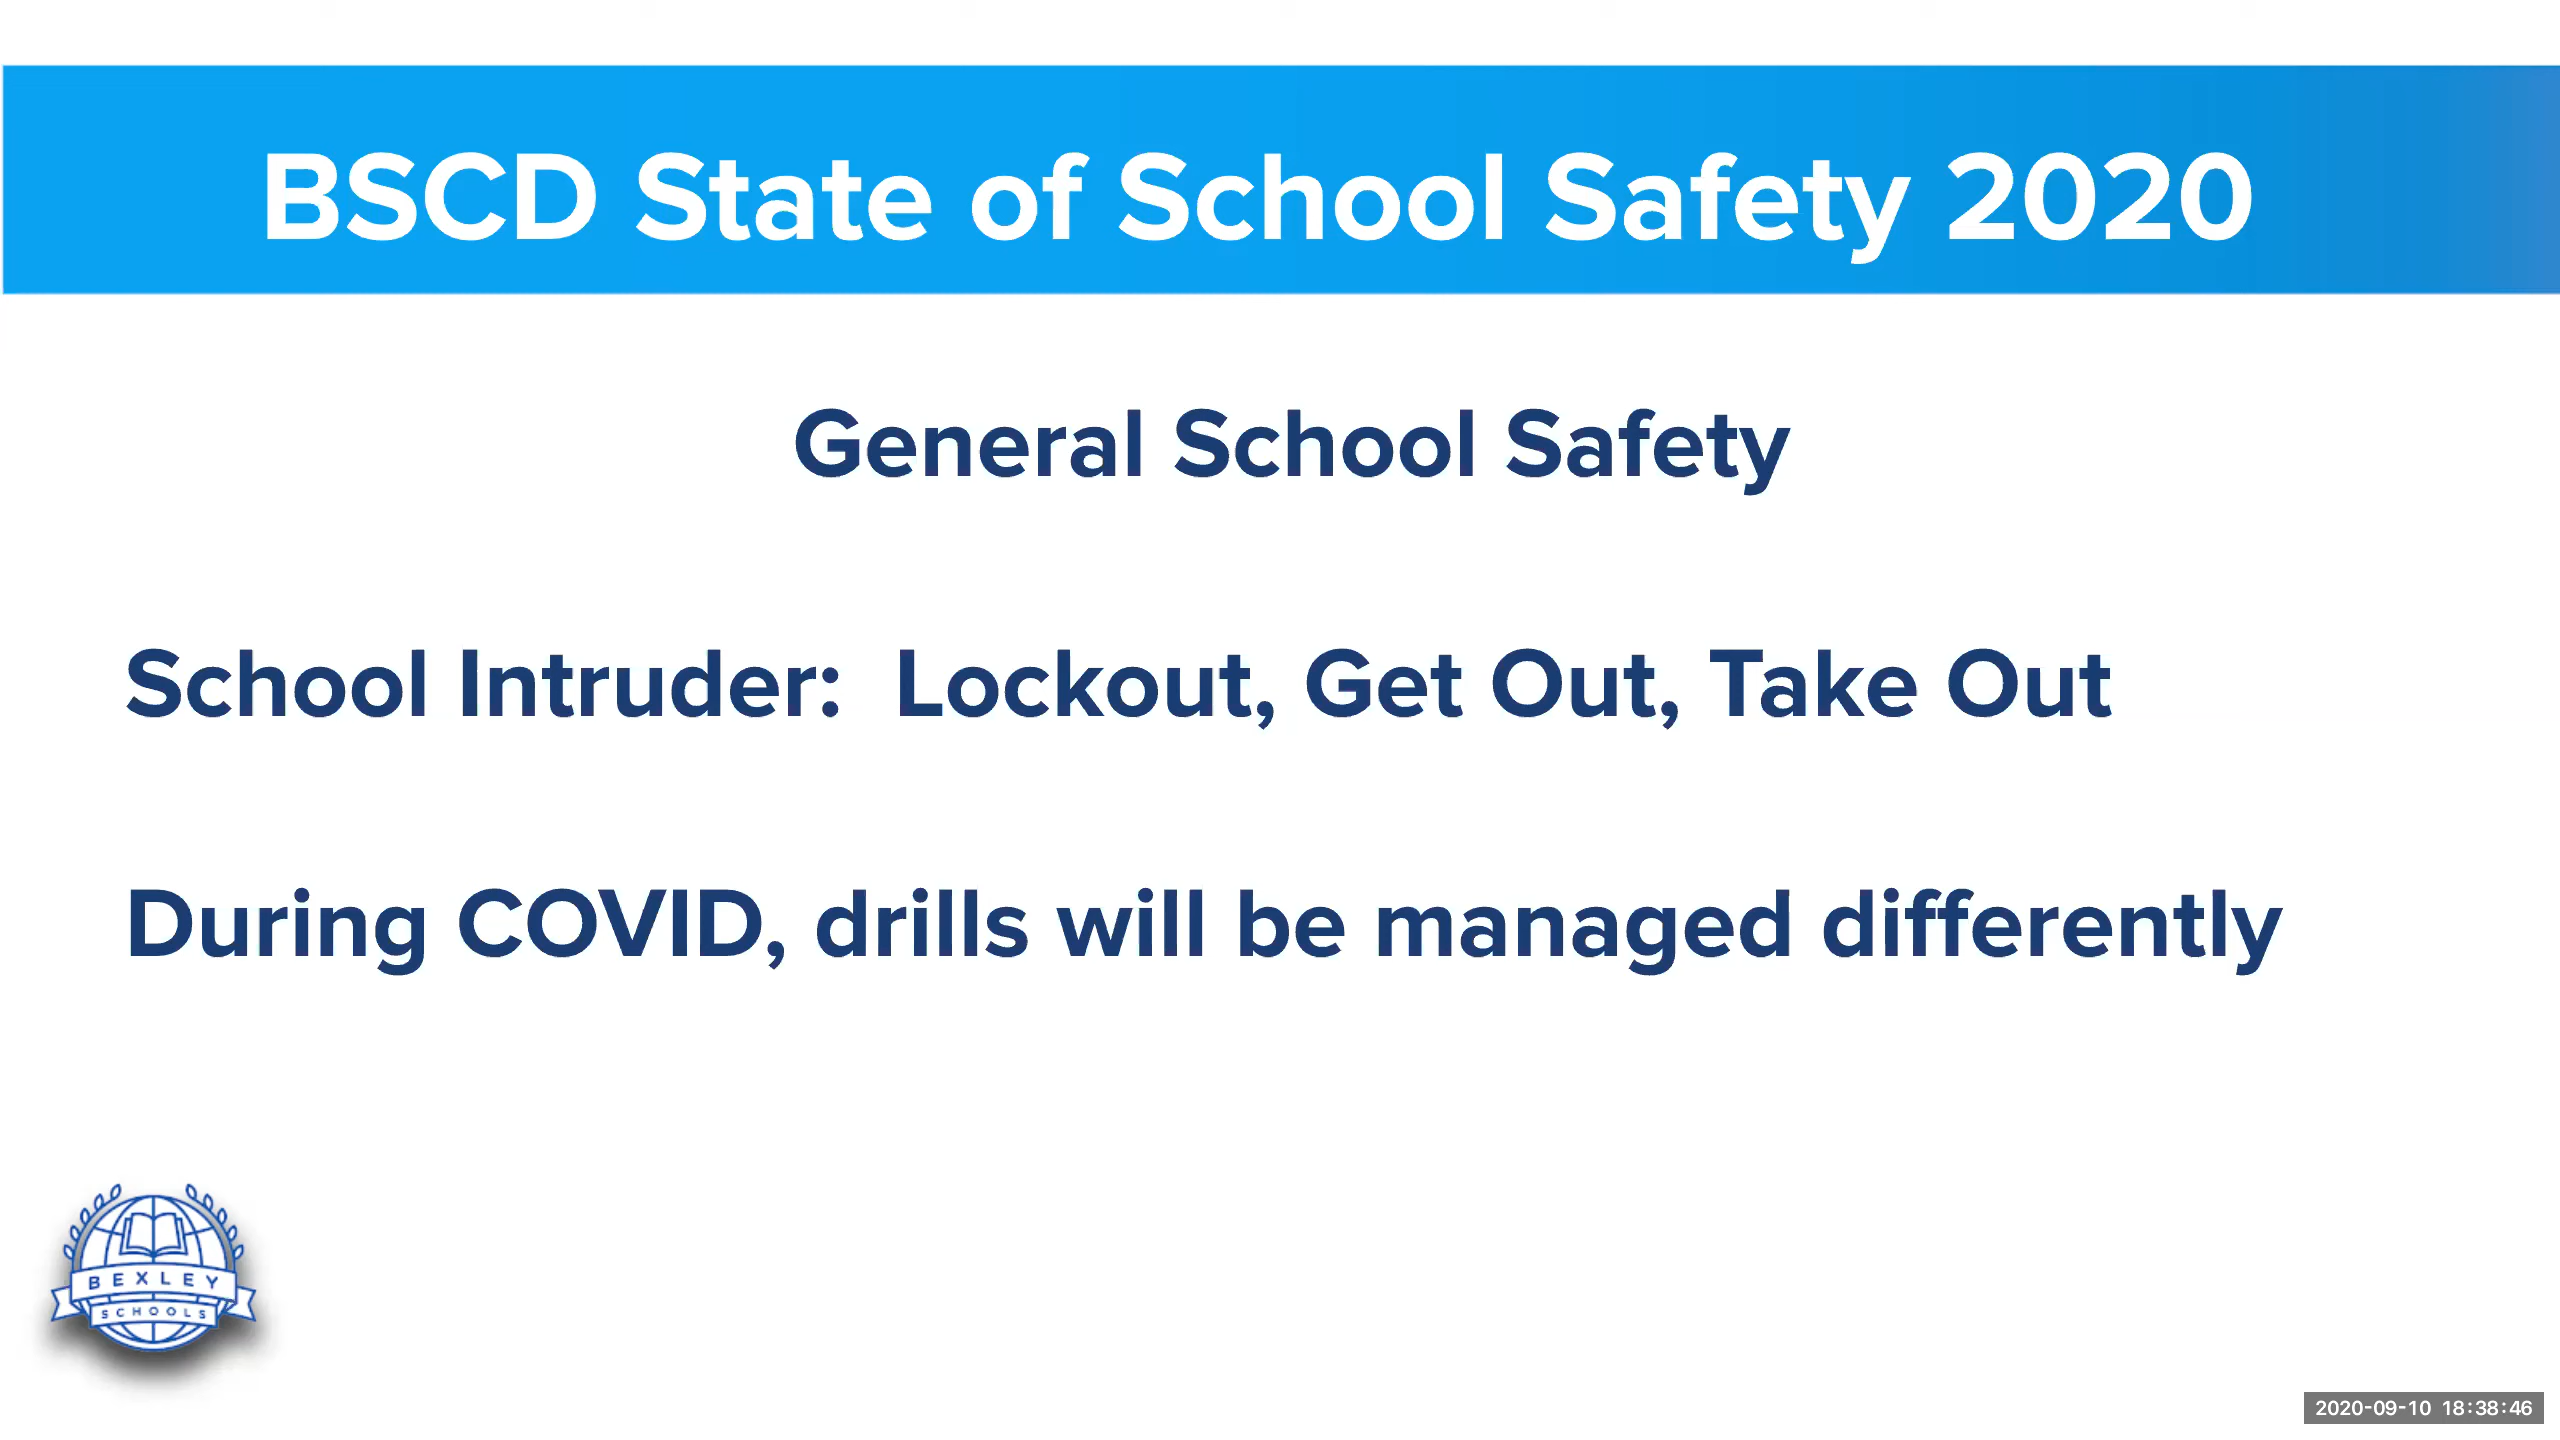 BSCD State of School Safety 2020
General School Safety
School Intruder:  Lockout, Get Out, Take Out
During COVID, drills will be managed differently
BEXLEY
SCHOOLS
2020-09-10 18:38:46